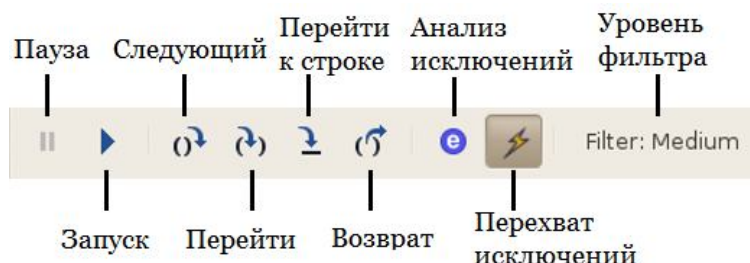 Пауза
Следующий
Перейти
к строке
Анализ
исключений
Уровень
фильтра
Filter: Medium
Запуск
Перейти
Возврат
Перехват
исключений